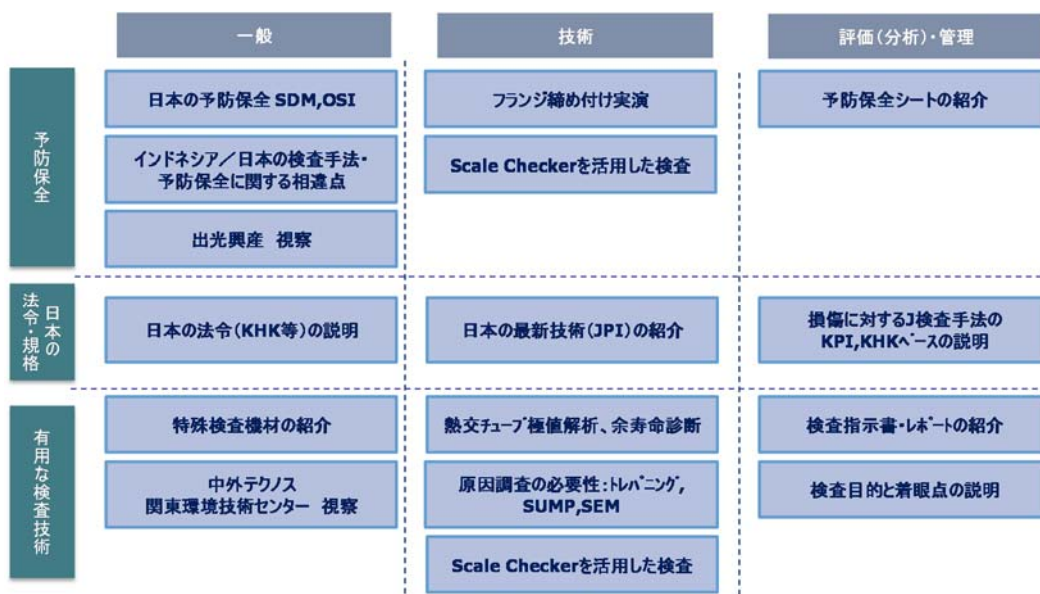 一般
技術
評価(分析)・管理
予防保全
日本の予防保全 SDM,OSI
フランジ締め付け実演
予防保全シートの紹介
インドネシア／日本の検査手法・
予防保全に関する相違点
Scale Checkerを活用した検査
出光興産 視察
日本の
法令・規格
日本の法令(KHK等)の説明
日本の最新技術(JPI)の紹介
損傷に対するJ検査手法の
KPI,KHKﾍﾞｰｽの説明
有用な検査技術
特殊検査機材の紹介
熱交ﾁｭｰﾌﾞ極値解析、余寿命診断
検査指示書・ﾚﾎﾟｰﾄの紹介
中外テクノス
関東環境技術センター 視察
原因調査の必要性:ﾄﾚﾊﾟﾆﾝｸﾞ,
SUMP,SEM
検査目的と着眼点の説明
Scale Checkerを活用した検査